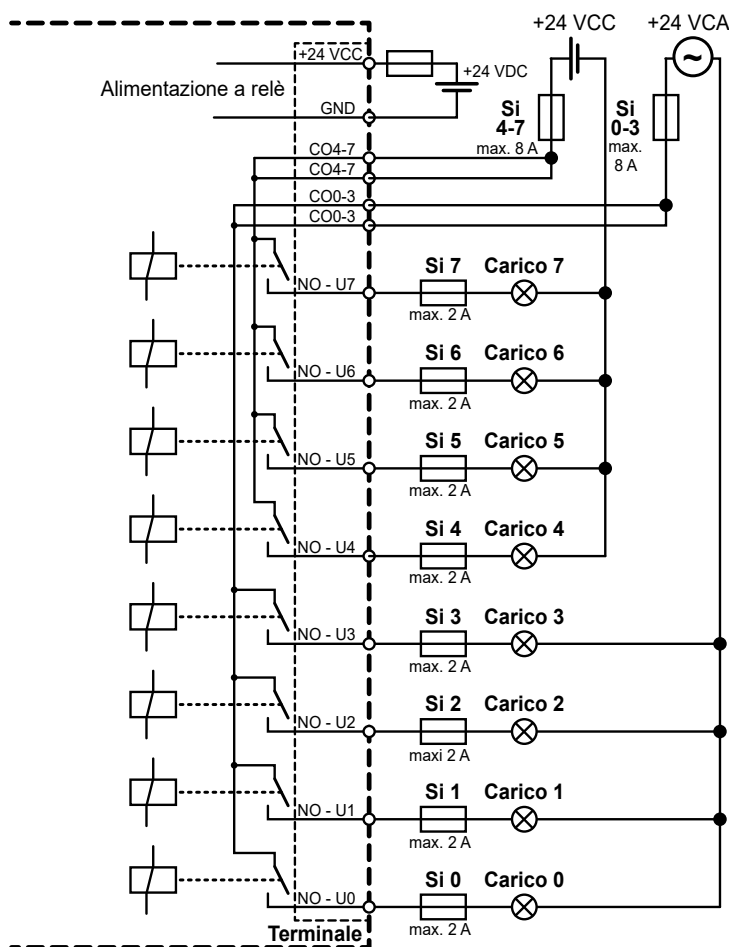 +24 VCC
+24 VCA
+24 VCC
+24 VDC
Alimentazione a relè
GND
Si
4-7
max. 8 A
Si
0-3
max.
8 A
CO4-7
CO4-7
CO0-3
CO0-3
Si 7 Carico 7
NO - U7
max. 2 A
Si 6 Carico 6
NO - U6
max. 2 A
Si 5 Carico 5
NO - U5
max. 2 A
Si 4 Carico 4
NO - U4
max. 2 A
Si 3 Carico 3
NO - U3
max. 2 A
Si 2 Carico 2
NO - U2
maxi 2 A
Si 1 Carico 1
NO - U1
max. 2 A
Si 0 Carico 0
NO - U0
max. 2 A
Terminale